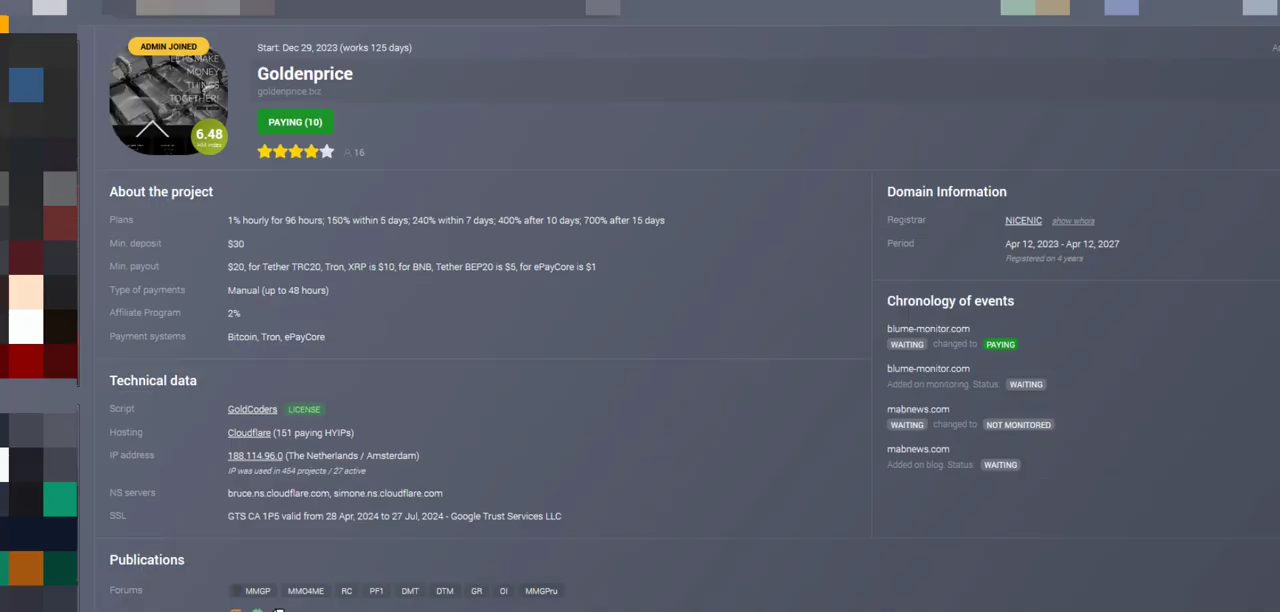 ADMIN JOINED
LET'S MAKE
MONEY
THINGS
TOGETHER!
6.48
Start: Dec 29, 2023 (works 125 days)
Goldenprice
goldenprice.biz
PAYING (10)
16
About the project
Plans 1% hourly for 96 hours; 150% within 5 days; 240% within 7 days; 400% after 10 days; 700% after 15 days
Min. deposit $30
Min. payout $20, for Tether TRC20, Tron, XRP is $10, for BNB, Tether BEP20 is $5, for ePayCore is $1
Type of payments Manual (up to 48 hours)
Affiliate Program 2%
Payment systems Bitcoin, Tron, ePayCore
Technical data
Script GoldCoders LICENSE
Hosting Cloudflare (151 paying HYIPs)
IP address 188.114.96.0 (The Netherlands / Amsterdam)
IP was used in 454 projects / 27 active
NS servers bruce.ns.cloudflare.com, simone.ns.cloudflare.com
SSL GTS CA 1P5 valid from 28 Apr, 2024 to 27 Jul, 2024 - Google Trust Services LLC
Publications
Forums MMGP MMO4ME RC PF1 DMT DTM GR OI MMGPru
Domain Information
Registrar NICENIC show whois
Period Apr 12, 2023 - Apr 12, 2027
Registered on 4 years
Chronology of events
blume-monitor.com
WAITING changed to PAYING
blume-monitor.com
Added on monitoring. Status: WAITING
mabnews.com
WAITING changed to NOT MONITORED
mabnews.com
Added on blog. Status: WAITING